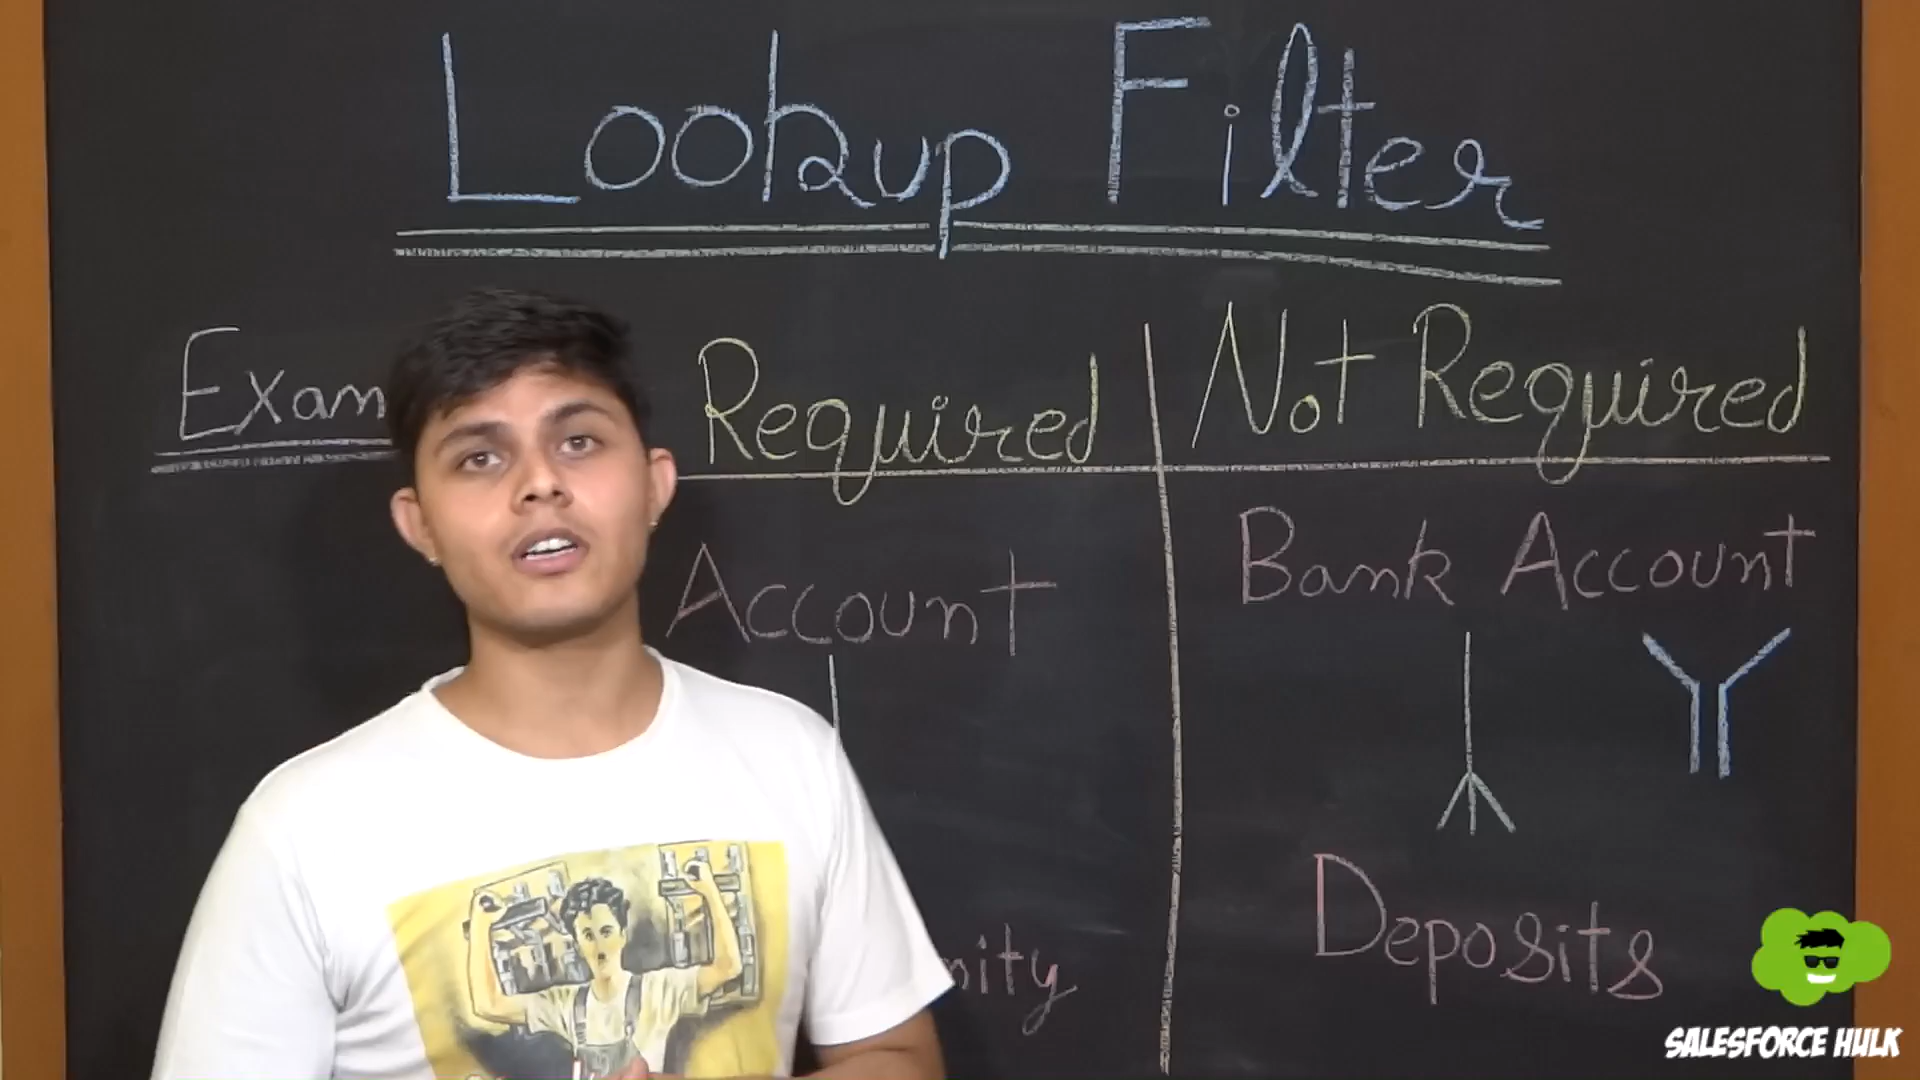 Lookup Filter
Exam Required Not Required
Account Bank Account
nity Deposits
SALESFORCE HULK